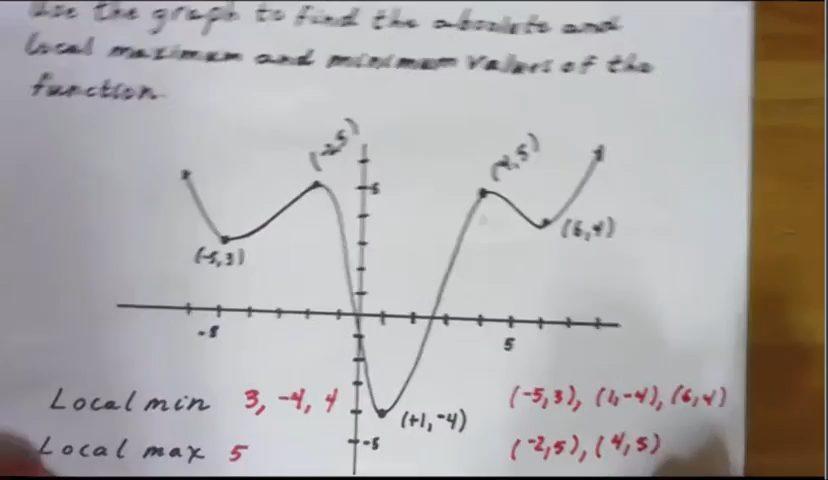 Use the graph to find the absolute and
local maximum and minimum values of the
function.
5
(-5,3)
(6,4)
-5
5
(+1,-4)
-5
Local min 3, -4, 4 (-5,3), (1,-4), (6,4)
Local max 5 (-2,5), (4,5)